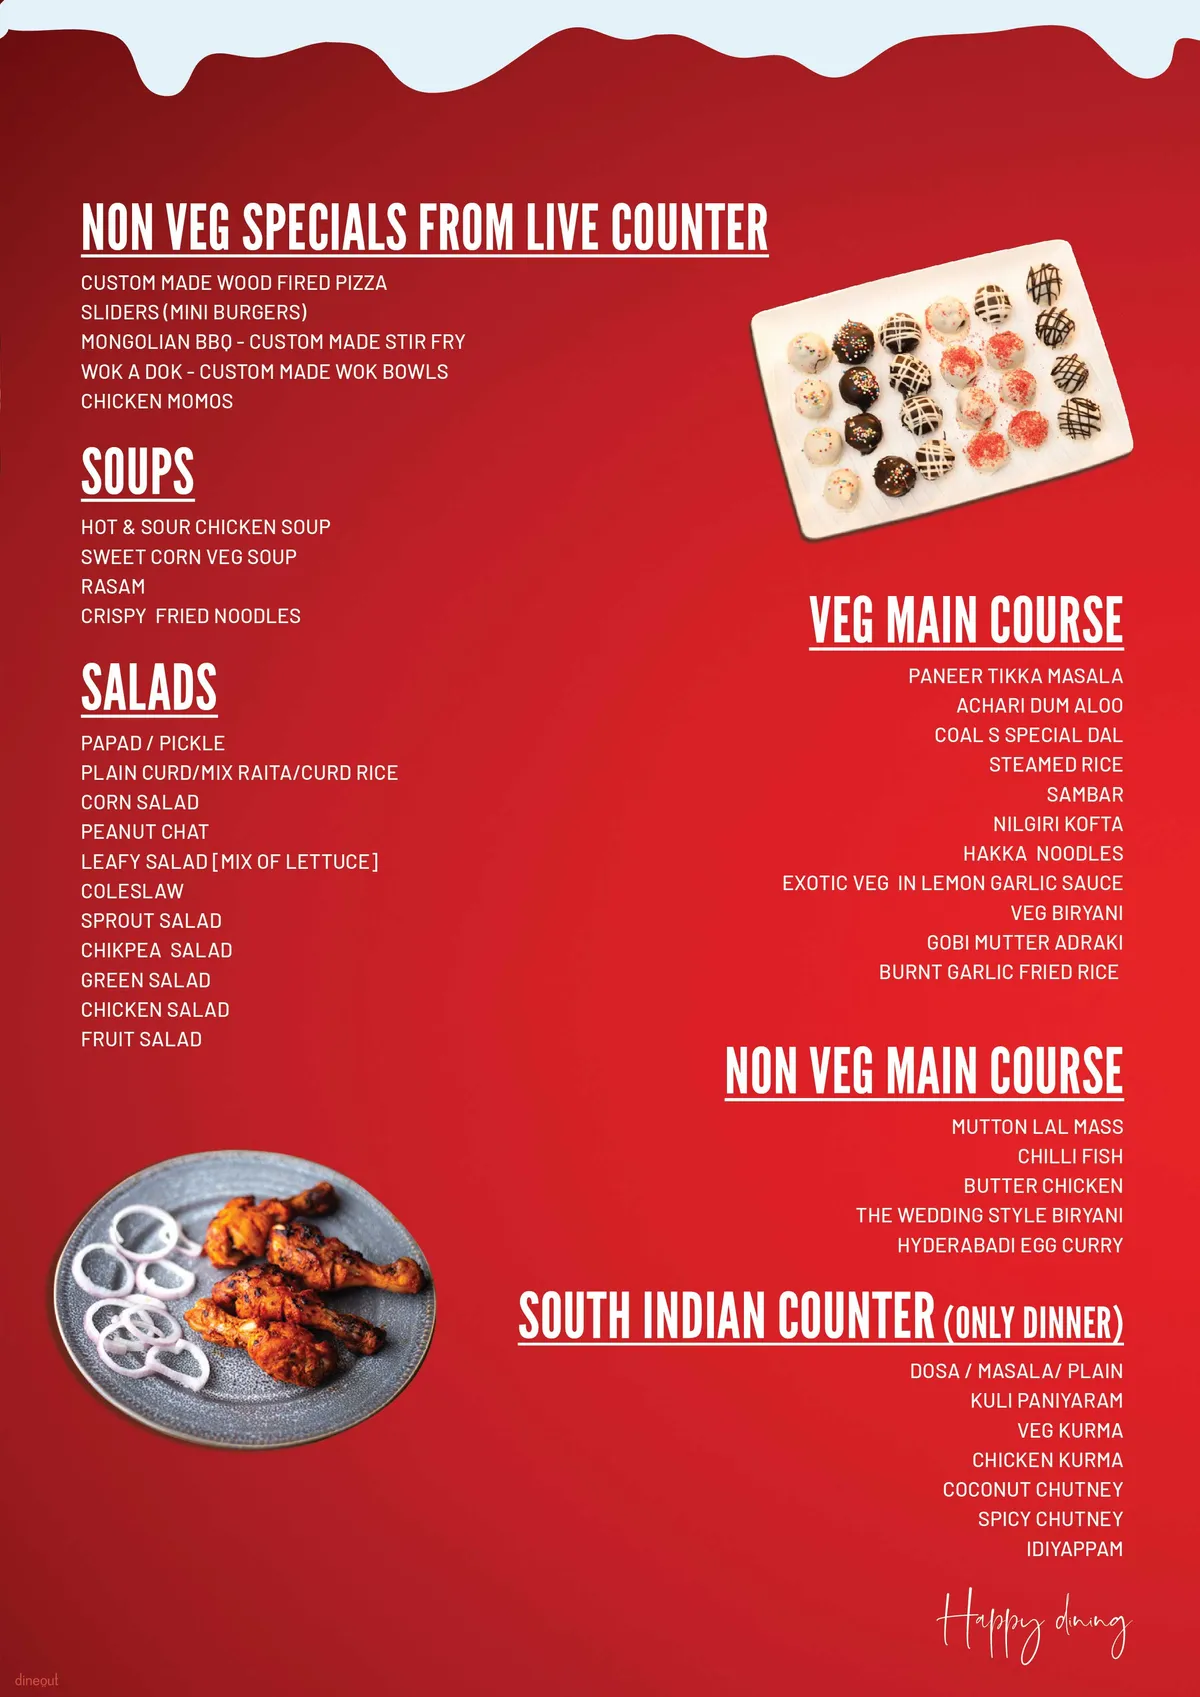 NON VEG SPECIALS FROM LIVE COUNTER
CUSTOM MADE WOOD FIRED PIZZA
SLIDERS (MINI BURGERS)
MONGOLIAN BBQ - CUSTOM MADE STIR FRY
WOK A DOK - CUSTOM MADE WOK BOWLS
CHICKEN MOMOS
SOUPS
HOT & SOUR CHICKEN SOUP
SWEET CORN VEG SOUP
RASAM
CRISPY FRIED NOODLES
SALADS
PAPAD / PICKLE
PLAIN CURD/MIX RAITA/CURD RICE
CORN SALAD
PEANUT CHAT
LEAFY SALAD [MIX OF LETTUCE]
COLESLAW
SPROUT SALAD
CHIKPEA SALAD
GREEN SALAD
CHICKEN SALAD
FRUIT SALAD
VEG MAIN COURSE
PANEER TIKKA MASALA
ACHARI DUM ALOO
COAL S SPECIAL DAL
STEAMED RICE
SAMBAR
NILGIRI KOFTA
HAKKA NOODLES
EXOTIC VEG IN LEMON GARLIC SAUCE
VEG BIRYANI
GOBI MUTTER ADRAKI
BURNT GARLIC FRIED RICE
NON VEG MAIN COURSE
MUTTON LAL MASS
CHILLI FISH
BUTTER CHICKEN
THE WEDDING STYLE BIRYANI
HYDERABADI EGG CURRY
SOUTH INDIAN COUNTER (ONLY DINNER)
DOSA / MASALA/ PLAIN
KULI PANIYARAM
VEG KURMA
CHICKEN KURMA
COCONUT CHUTNEY
SPICY CHUTNEY
IDIYAPPAM
Happy dining
dineout